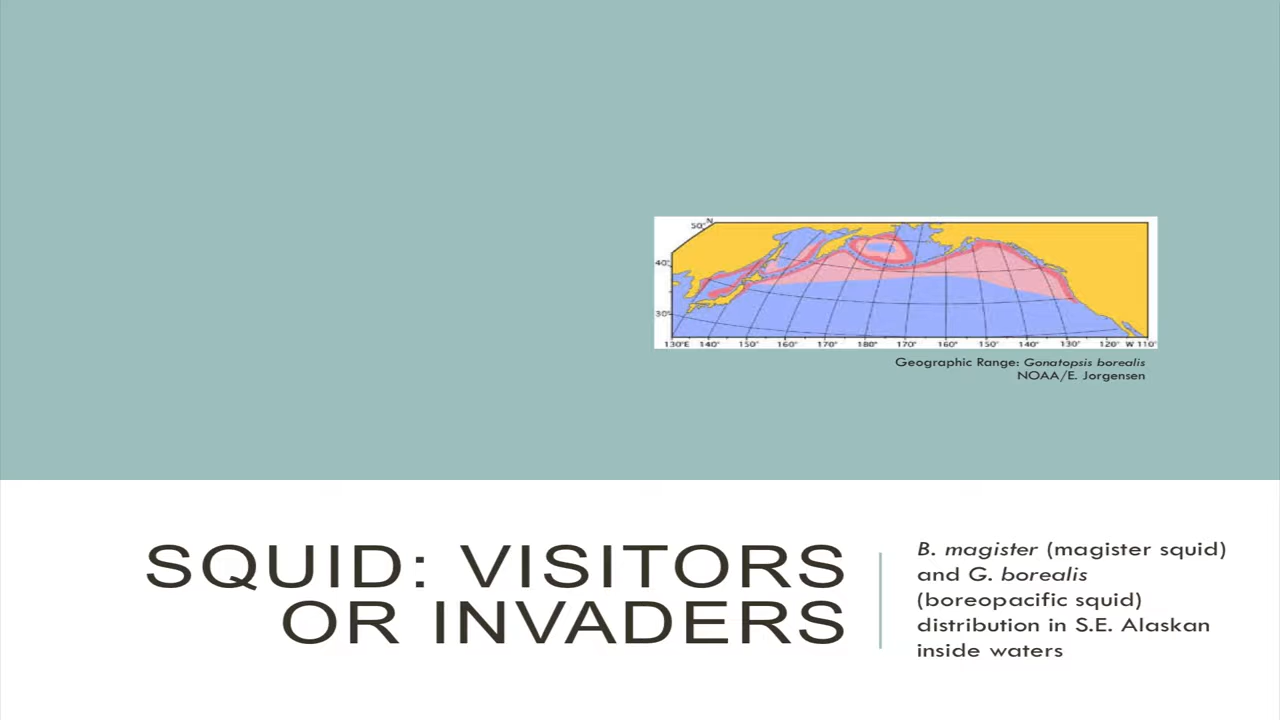 50° N
40°
30°
130°E 140° 150° 160° 170° 180° 170° 160° 150° 140° 130° 120° W 110°
Geographic Range: Gonatopsis borealis
NOAA/E. Jorgensen
SQUID: VISITORS
OR INVADERS
B. magister (magister squid)
and G. borealis
(boreopacific squid)
distribution in S.E. Alaskan
inside waters